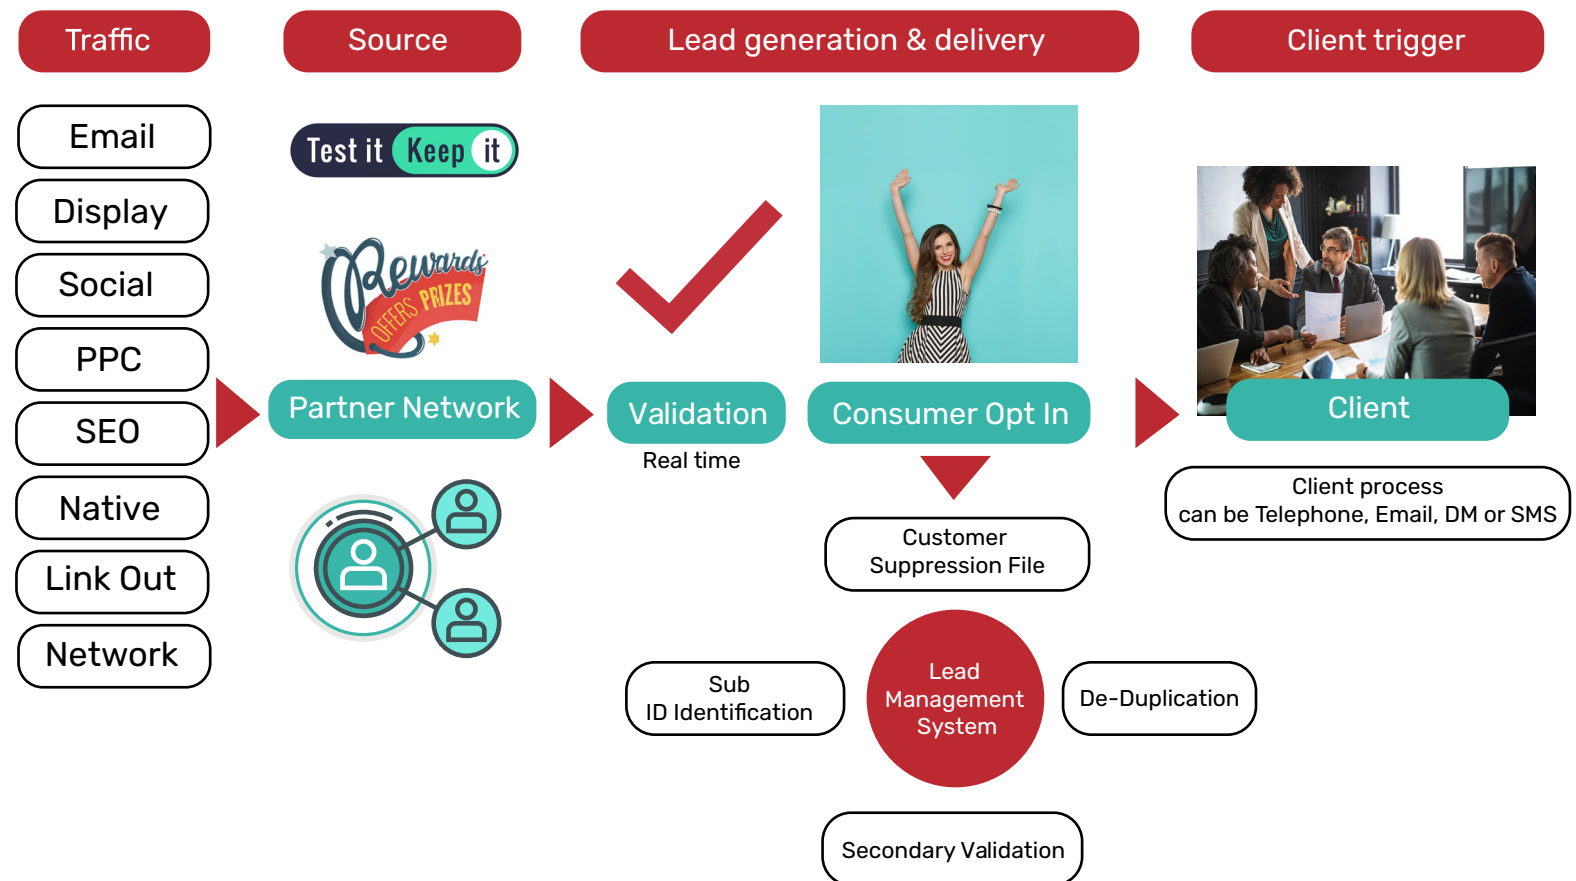 Traffic
Source
Lead generation & delivery
Client trigger
Email
Display
Social
PPC
SEO
Native
Link Out
Network
Test it Keep it
Rewards
OFFERS PRIZES
Partner Network
Validation
Real time
Consumer Opt In
Customer
Suppression File
Sub
ID Identification
Lead
Management
System
De-Duplication
Secondary Validation
Client
Client process
can be Telephone, Email, DM or SMS